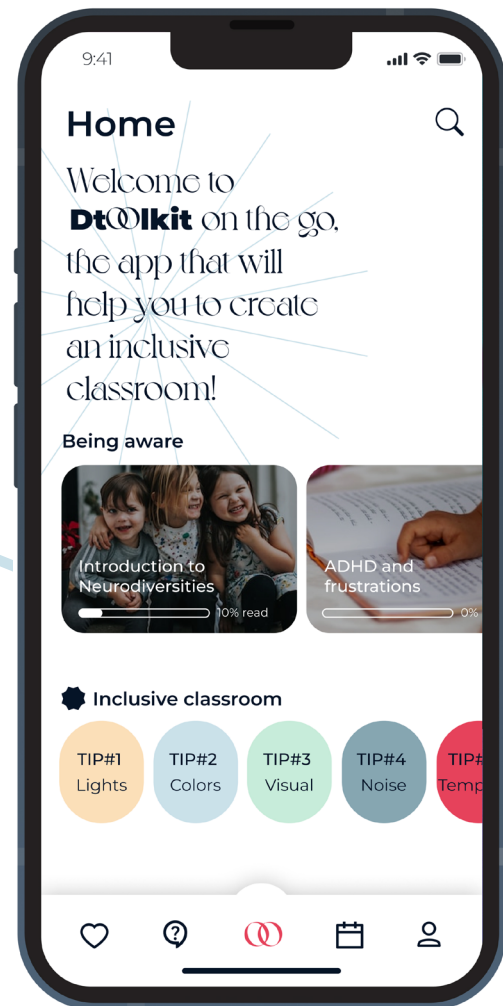 9:41
Home
Welcome to
DtOOlkit on the go,
the app that will
help you to create
an inclusive
classroom!
Being aware
Introduction to
Neurodiversities
10% read
ADHD and
frustrations
0%
Inclusive classroom
TIP#1
Lights
TIP#2
Colors
TIP#3
Visual
TIP#4
Noise
TIP#
Temp